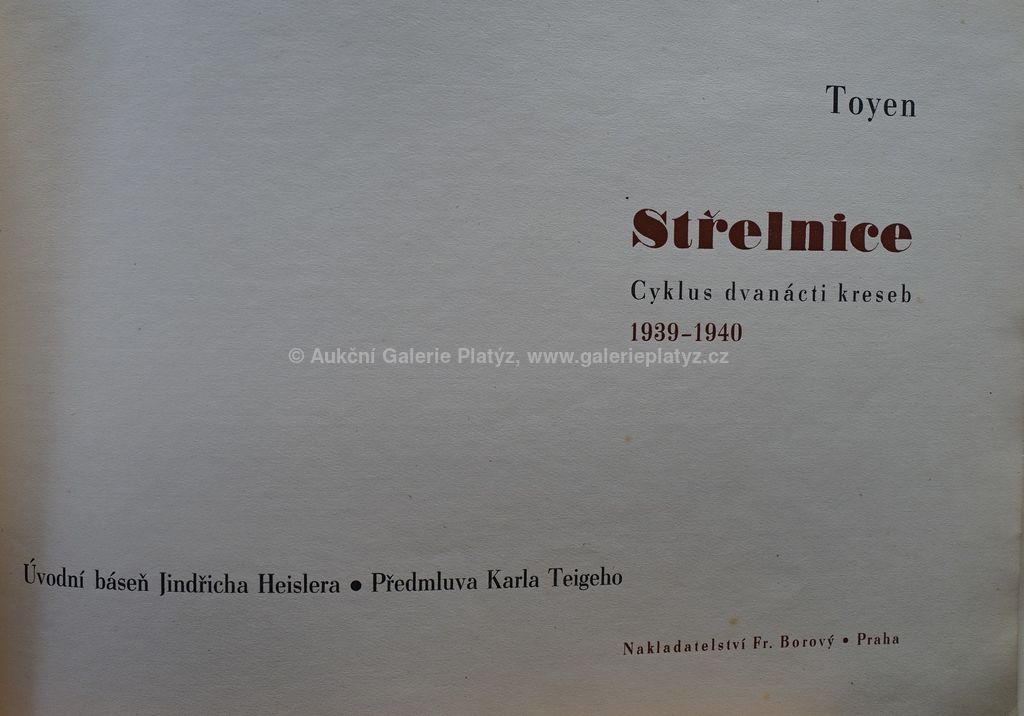 Toyen
Střelnice
Cyklus dvanácti kreseb
1939-1940
© Aukční Galerie Platýz, www.galerieplatyz.cz
Úvodní báseň Jindřicha Heislera • Předmluva Karla Teigeho
Nakladatelství Fr. Borový • Praha